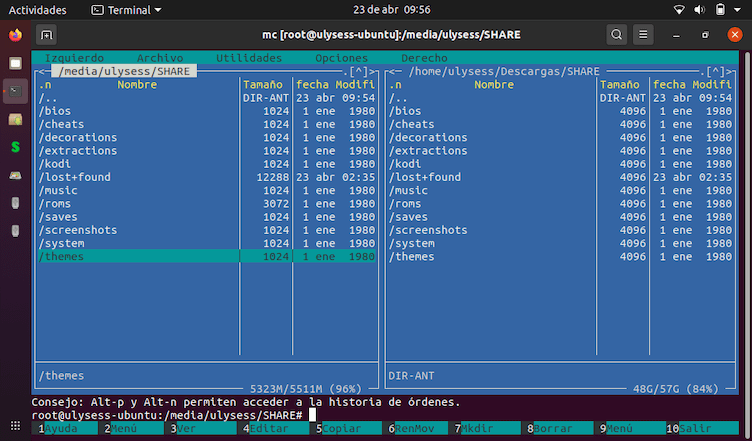 Actividades Terminal 23 de abr 09:56
mc [root@ulysess-ubuntu]:/media/ulysess/SHARE
Izquierdo Archivo Utilidades Opciones Derecho
<─ /media/ulysess/SHARE .[^]> <─ /home/ulysess/Descargas/SHARE .[^]>
.n Nombre Tamaño fecha Modifi .n Nombre Tamaño fecha Modifi
/.. DIR-ANT 23 abr 09:54 /.. DIR-ANT 23 abr 09:54
/bios 1024 1 ene 1980 /bios 4096 1 ene 1980
/cheats 1024 1 ene 1980 /cheats 4096 1 ene 1980
/decorations 1024 1 ene 1980 /decorations 4096 1 ene 1980
/extractions 1024 1 ene 1980 /extractions 4096 1 ene 1980
/kodi 1024 1 ene 1980 /kodi 4096 1 ene 1980
/lost+found 12288 23 abr 02:35 /lost+found 4096 23 abr 02:35
/music 1024 1 ene 1980 /music 4096 1 ene 1980
/roms 3072 1 ene 1980 /roms 4096 1 ene 1980
/saves 1024 1 ene 1980 /saves 4096 1 ene 1980
/screenshots 1024 1 ene 1980 /screenshots 4096 1 ene 1980
/system 1024 1 ene 1980 /system 4096 1 ene 1980
/themes 1024 1 ene 1980 /themes 4096 1 ene 1980
/themes DIR-ANT
5323M/5511M (96%) 48G/57G (84%)
Consejo: Alt-p y Alt-n permiten acceder a la historia de órdenes.
root@ulysess-ubuntu:/media/ulysess/SHARE#
1Ayuda 2Menú 3Ver 4Editar 5Copiar 6RenMov 7Mkdir 8Borrar 9Menú 10Salir